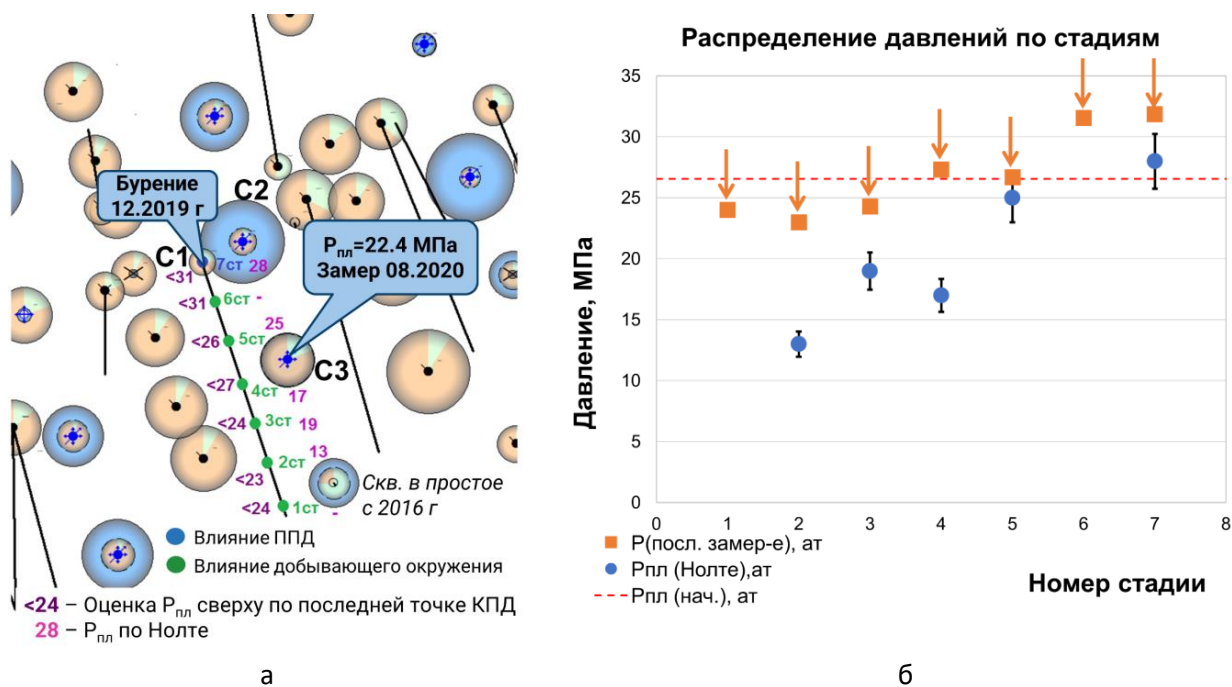 Бурение
12.2019 г
С2
Pпл=22.4 МПа
Замер 08.2020
С1
7ст 28
<31
<31 6ст -
25
<26 5ст
С3
<27 4ст 17
<24 3ст 19
13
2ст
<23
Скв. в простое
с 2016 г
<24 1ст -
Влияние ППД
Влияние добывающего окружения
<24 – Оценка Pпл сверху по последней точке КПД
28 – Pпл по Нолте
а
Распределение давлений по стадиям
Давление, МПа
35
30
25
20
15
10
5
0
0 1 2 3 4 5 6 7 8
Р(посл. замер-е), ат
Рпл (Нолте),ат
Рпл (нач.), ат
Номер стадии
б